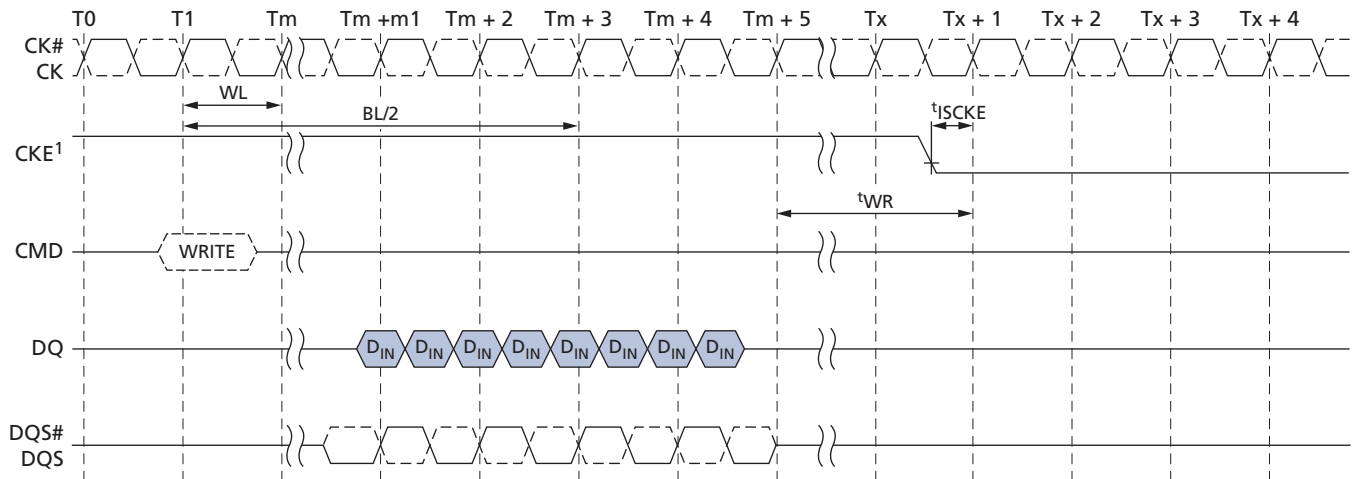 T0 T1 Tm Tm +m1 Tm + 2 Tm + 3 Tm + 4 Tm + 5 Tx Tx + 1 Tx + 2 Tx + 3 Tx + 4
CK#
CK
WL
BL/2
tISCKE
CKE1
tWR
CMD WRITE
DQ DIN DIN DIN DIN DIN DIN DIN DIN
DQS#
DQS